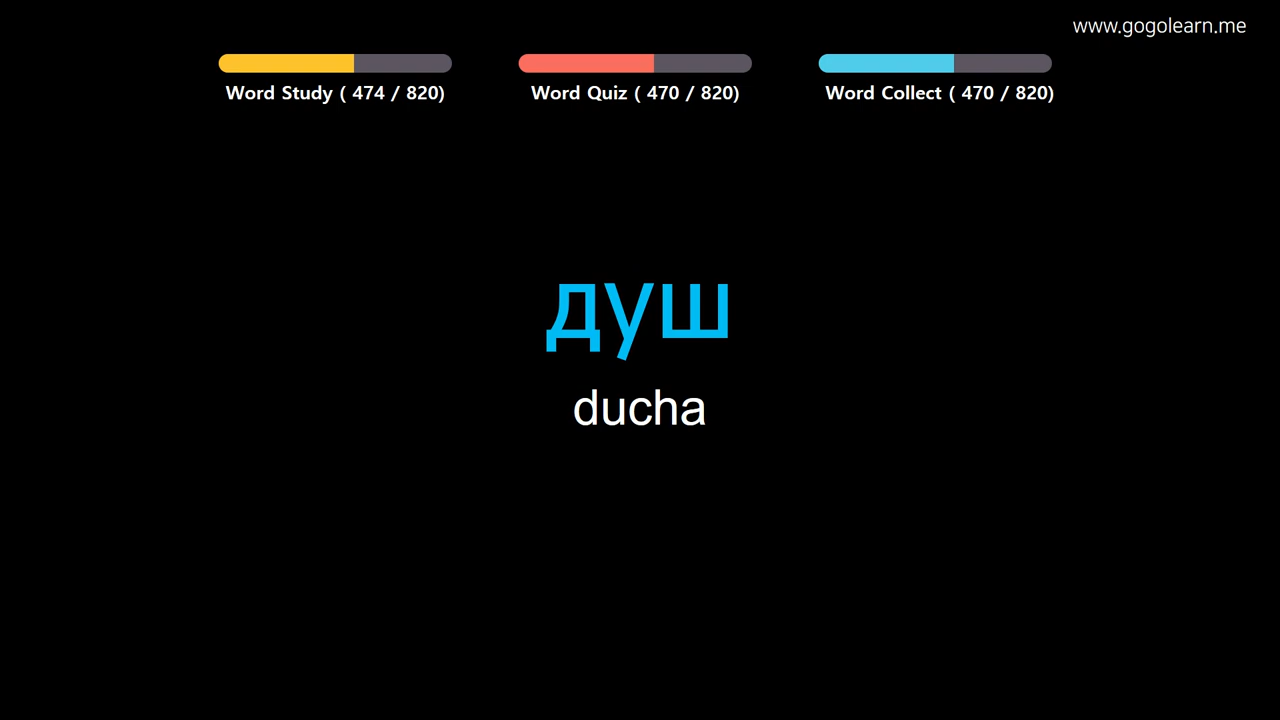 www.gogolearn.me
Word Study ( 474 / 820)
Word Quiz ( 470 / 820)
Word Collect ( 470 / 820)
душ
ducha